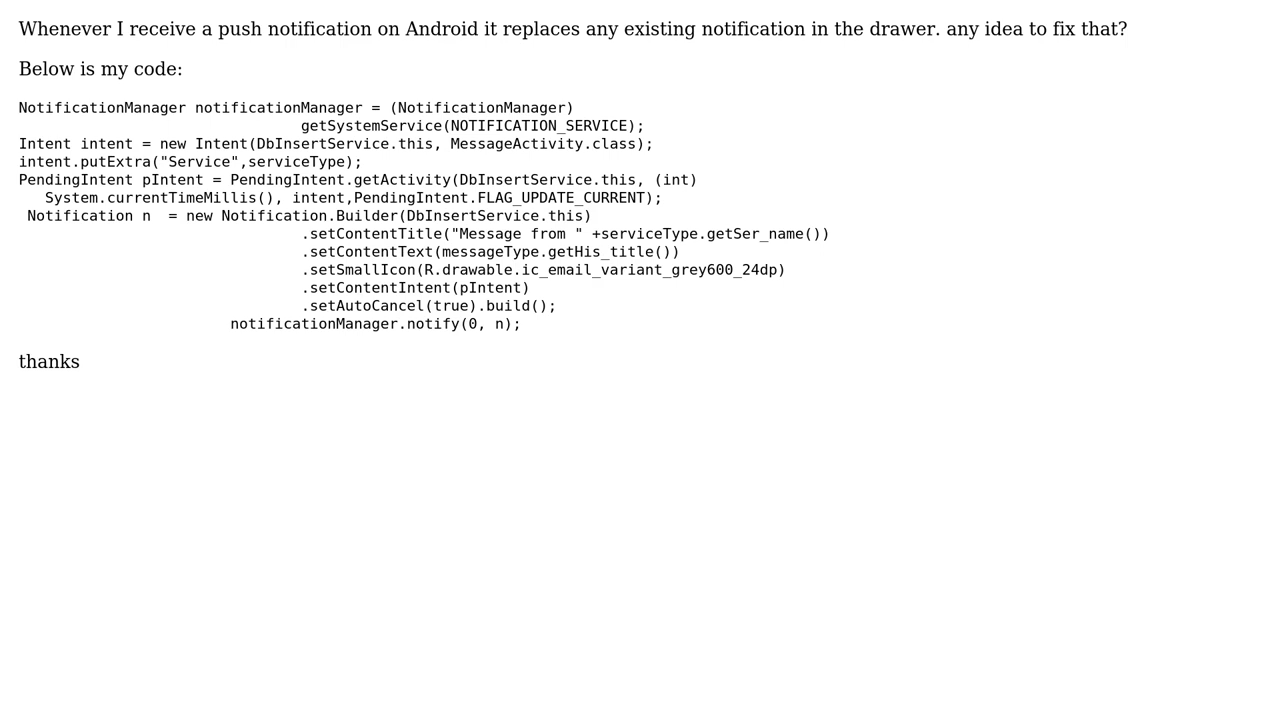 Whenever I receive a push notification on Android it replaces any existing notification in the drawer. any idea to fix that?
Below is my code:
NotificationManager notificationManager = (NotificationManager)
                                getSystemService(NOTIFICATION_SERVICE);
Intent intent = new Intent(DbInsertService.this, MessageActivity.class);
intent.putExtra("Service",serviceType);
PendingIntent pIntent = PendingIntent.getActivity(DbInsertService.this, (int)
   System.currentTimeMillis(), intent,PendingIntent.FLAG_UPDATE_CURRENT);
 Notification n  = new Notification.Builder(DbInsertService.this)
                                .setContentTitle("Message from " +serviceType.getSer_name())
                                .setContentText(messageType.getHis_title())
                                .setSmallIcon(R.drawable.ic_email_variant_grey600_24dp)
                                .setContentIntent(pIntent)
                                .setAutoCancel(true).build();
                        notificationManager.notify(0, n);
thanks